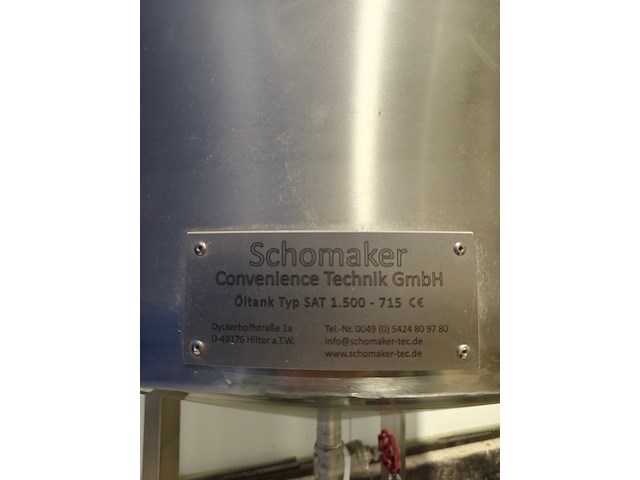 Schomaker
Convenience Technik GmbH
Öltank Typ SAT 1.500 - 715 CE
Dyckerhoffstraße 1a
D-49176 Hilter a.T.W.
Tel.-Nr. 0049 (0) 5424 80 97 80
info@schomaker-tec.de
www.schomaker-tec.de